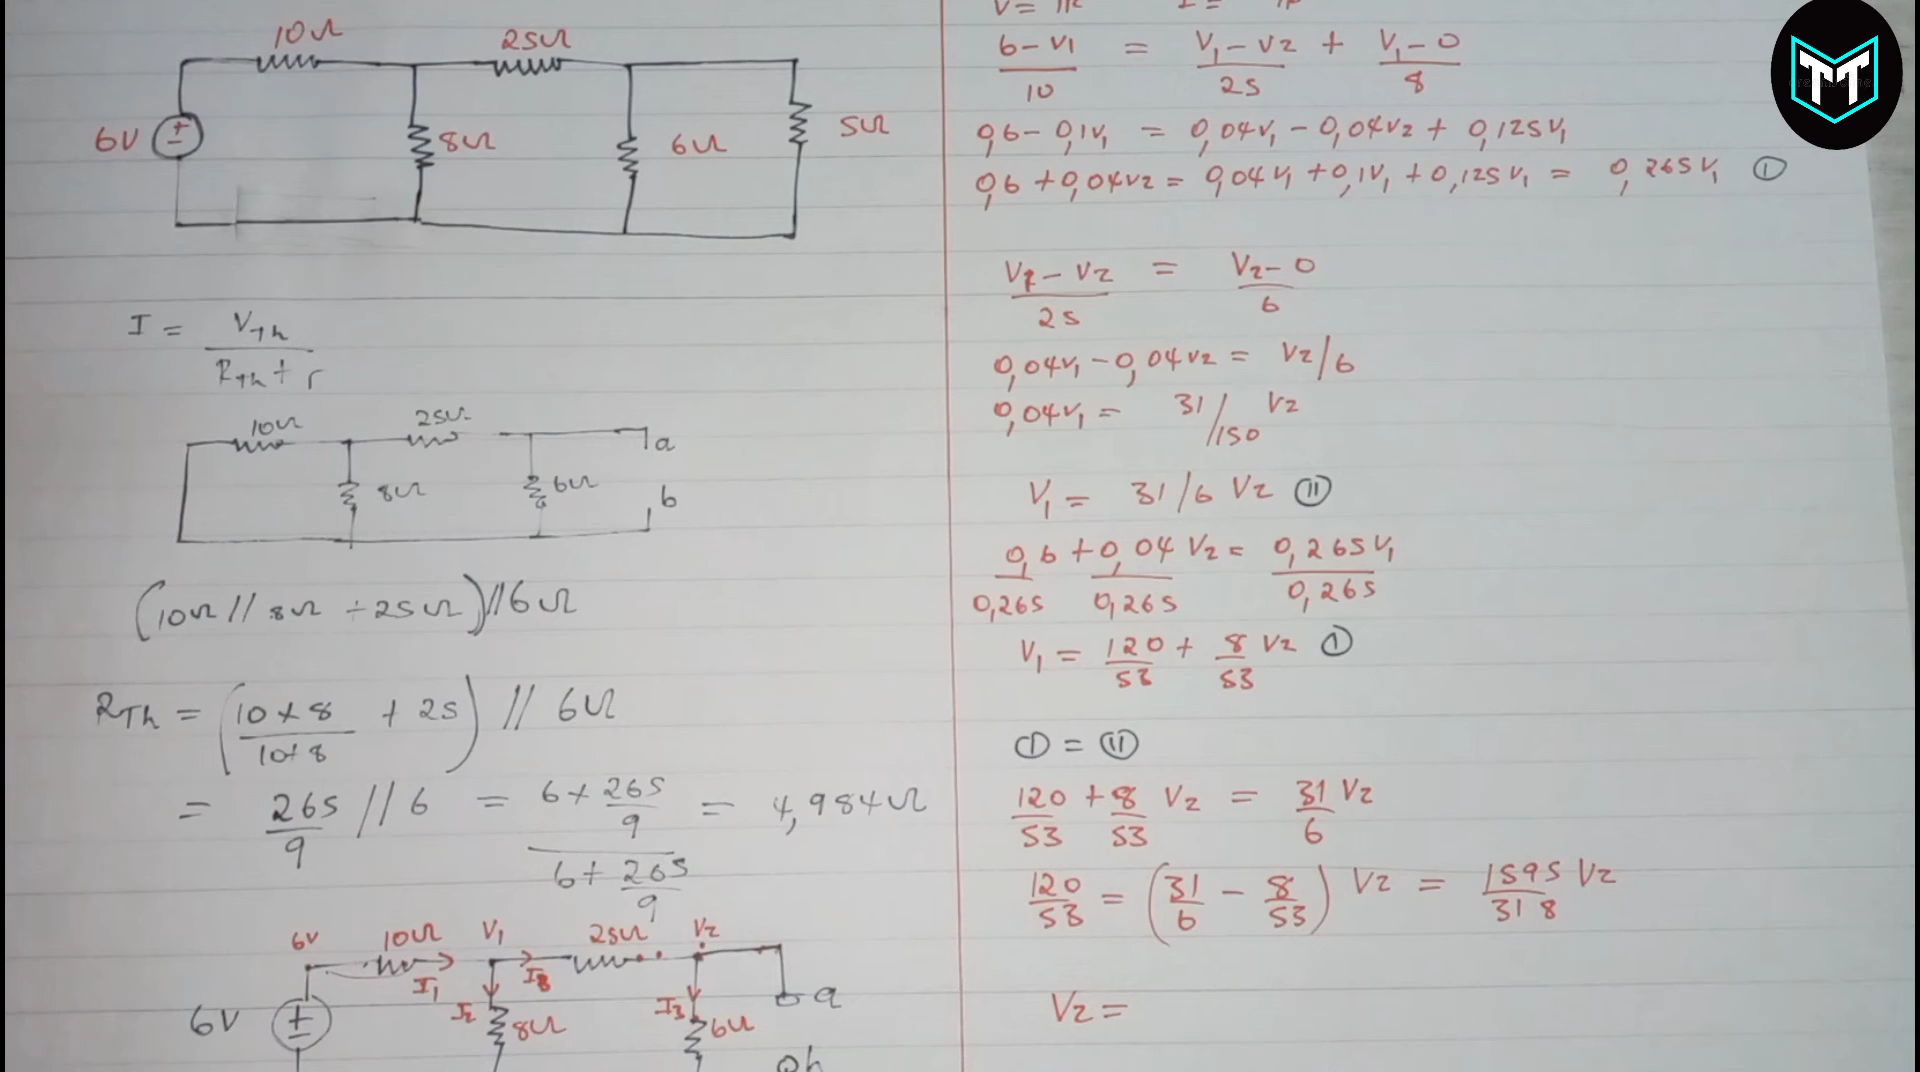 10Ω 25Ω
6V 8Ω 6Ω 5Ω
I = VTh / RTh + r
10Ω 25Ω
8Ω 6Ω a
b
(10Ω // 8Ω + 25Ω) // 6Ω
RTh = (10 × 8 / 10 + 8 + 25) // 6Ω
= 265/9 // 6 = 6 × 265/9 / 6 + 265/9 = 4,984Ω
6V 10Ω V1 25Ω V2
I1 I8
6V I2 8Ω I3 6Ω a
b
V = IR
6 - V1 / 10 = V1 - V2 / 25 + V1 - 0 / 8
0,6 - 0,1V1 = 0,04V1 - 0,04V2 + 0,125V1
0,6 + 0,04V2 = 0,04V1 + 0,1V1 + 0,125V1 = 0,265V1 Ⓘ
V1 - V2 / 25 = V2 - 0 / 6
0,04V1 - 0,04V2 = V2/6
0,04V1 = 31/150 V2
V1 = 31/6 V2 (II)
0,6 / 0,265 + 0,04 V2 / 0,265 = 0,265V1 / 0,265
V1 = 120/53 + 8/53 V2 Ⓘ
Ⓘ = (II)
120/53 + 8/53 V2 = 31/6 V2
120/53 = (31/6 - 8/53) V2 = 1595/318 V2
V2 =
TT